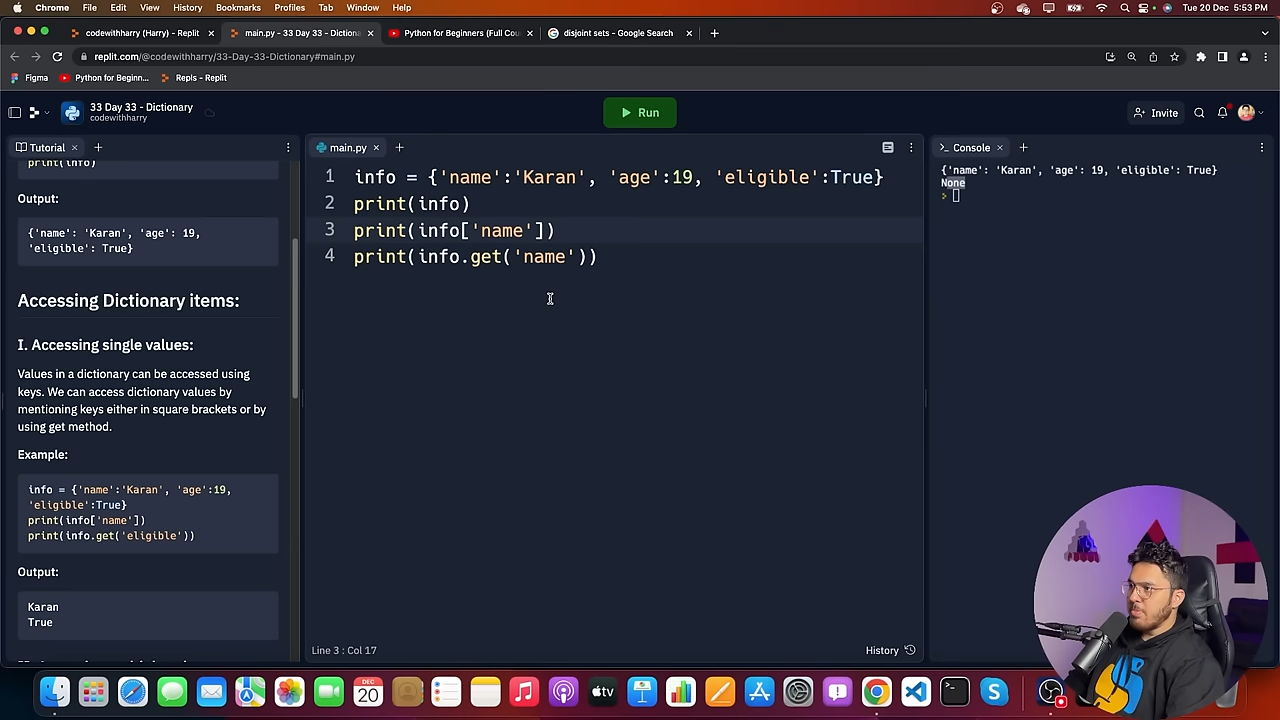 Chrome File Edit View History Bookmarks Profiles Tab Window Help Tue 20 Dec 5:53 PM
codewithharry (Harry) - Replit main.py - 33 Day 33 - Dictiona Python for Beginners (Full Cou disjoint sets - Google Search
replit.com/@codewithharry/33-Day-33-Dictionary#main.py
Figma Python for Beginn... Repls - Replit
33 Day 33 - Dictionary
codewithharry
Run
Invite
Tutorial
print(info)
Output:
{'name': 'Karan', 'age': 19,
'eligible': True}
Accessing Dictionary items:
I. Accessing single values:
Values in a dictionary can be accessed using
keys. We can access dictionary values by
mentioning keys either in square brackets or by
using get method.
Example:
info = {'name':'Karan', 'age':19,
'eligible':True}
print(info['name'])
print(info.get('eligible'))
Output:
Karan
True
main.py
1 info = {'name':'Karan', 'age':19, 'eligible':True}
2 print(info)
3 print(info['name'])
4 print(info.get('name'))
Line 3 : Col 17
History
Console
{'name': 'Karan', 'age': 19, 'eligible': True}
None
DEC
20
tv